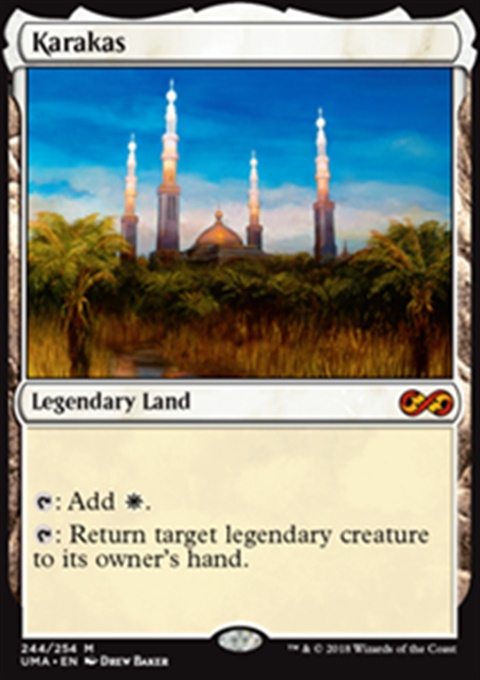 Karakas
Legendary Land
: Add .
: Return target legendary creature
to its owner's hand.
244/254 M
UMA • EN Drew Baker
™ & © 2018 Wizards of the Coast